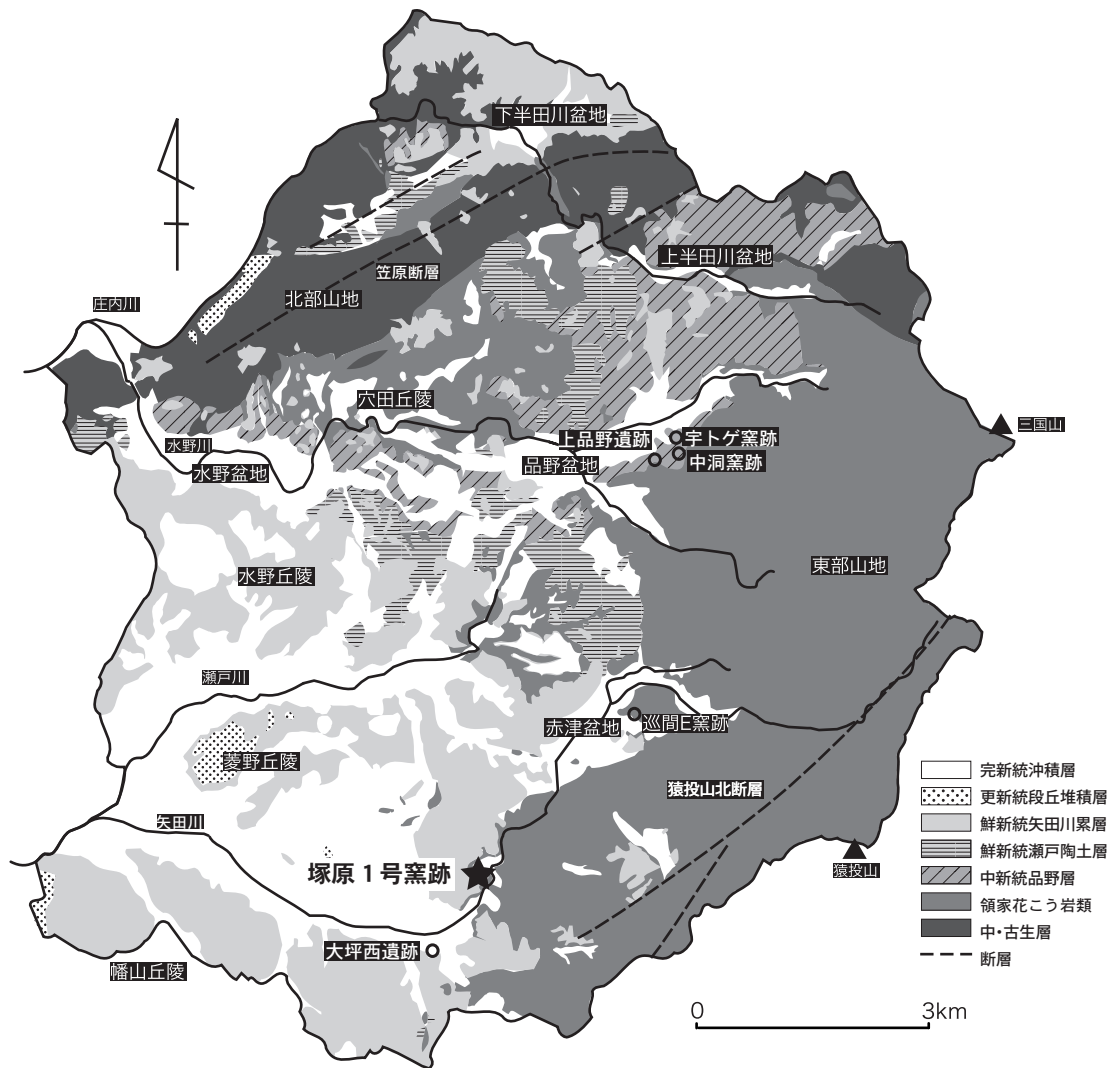 下半田川盆地
上半田川盆地
笠原断層
北部山地
庄内川
穴田丘陵
三国山
上品野遺跡
宇トゲ窯跡
水野川
水野盆地
品野盆地
中洞窯跡
東部山地
水野丘陵
瀬戸川
赤津盆地
巡間E窯跡
菱野丘陵
猿投山北断層
矢田川
塚原1号窯跡
猿投山
大坪西遺跡
幡山丘陵
完新統沖積層
更新統段丘堆積層
鮮新統矢田川累層
鮮新統瀬戸陶土層
中新統品野層
領家花こう岩類
中・古生層
断層
0 3km